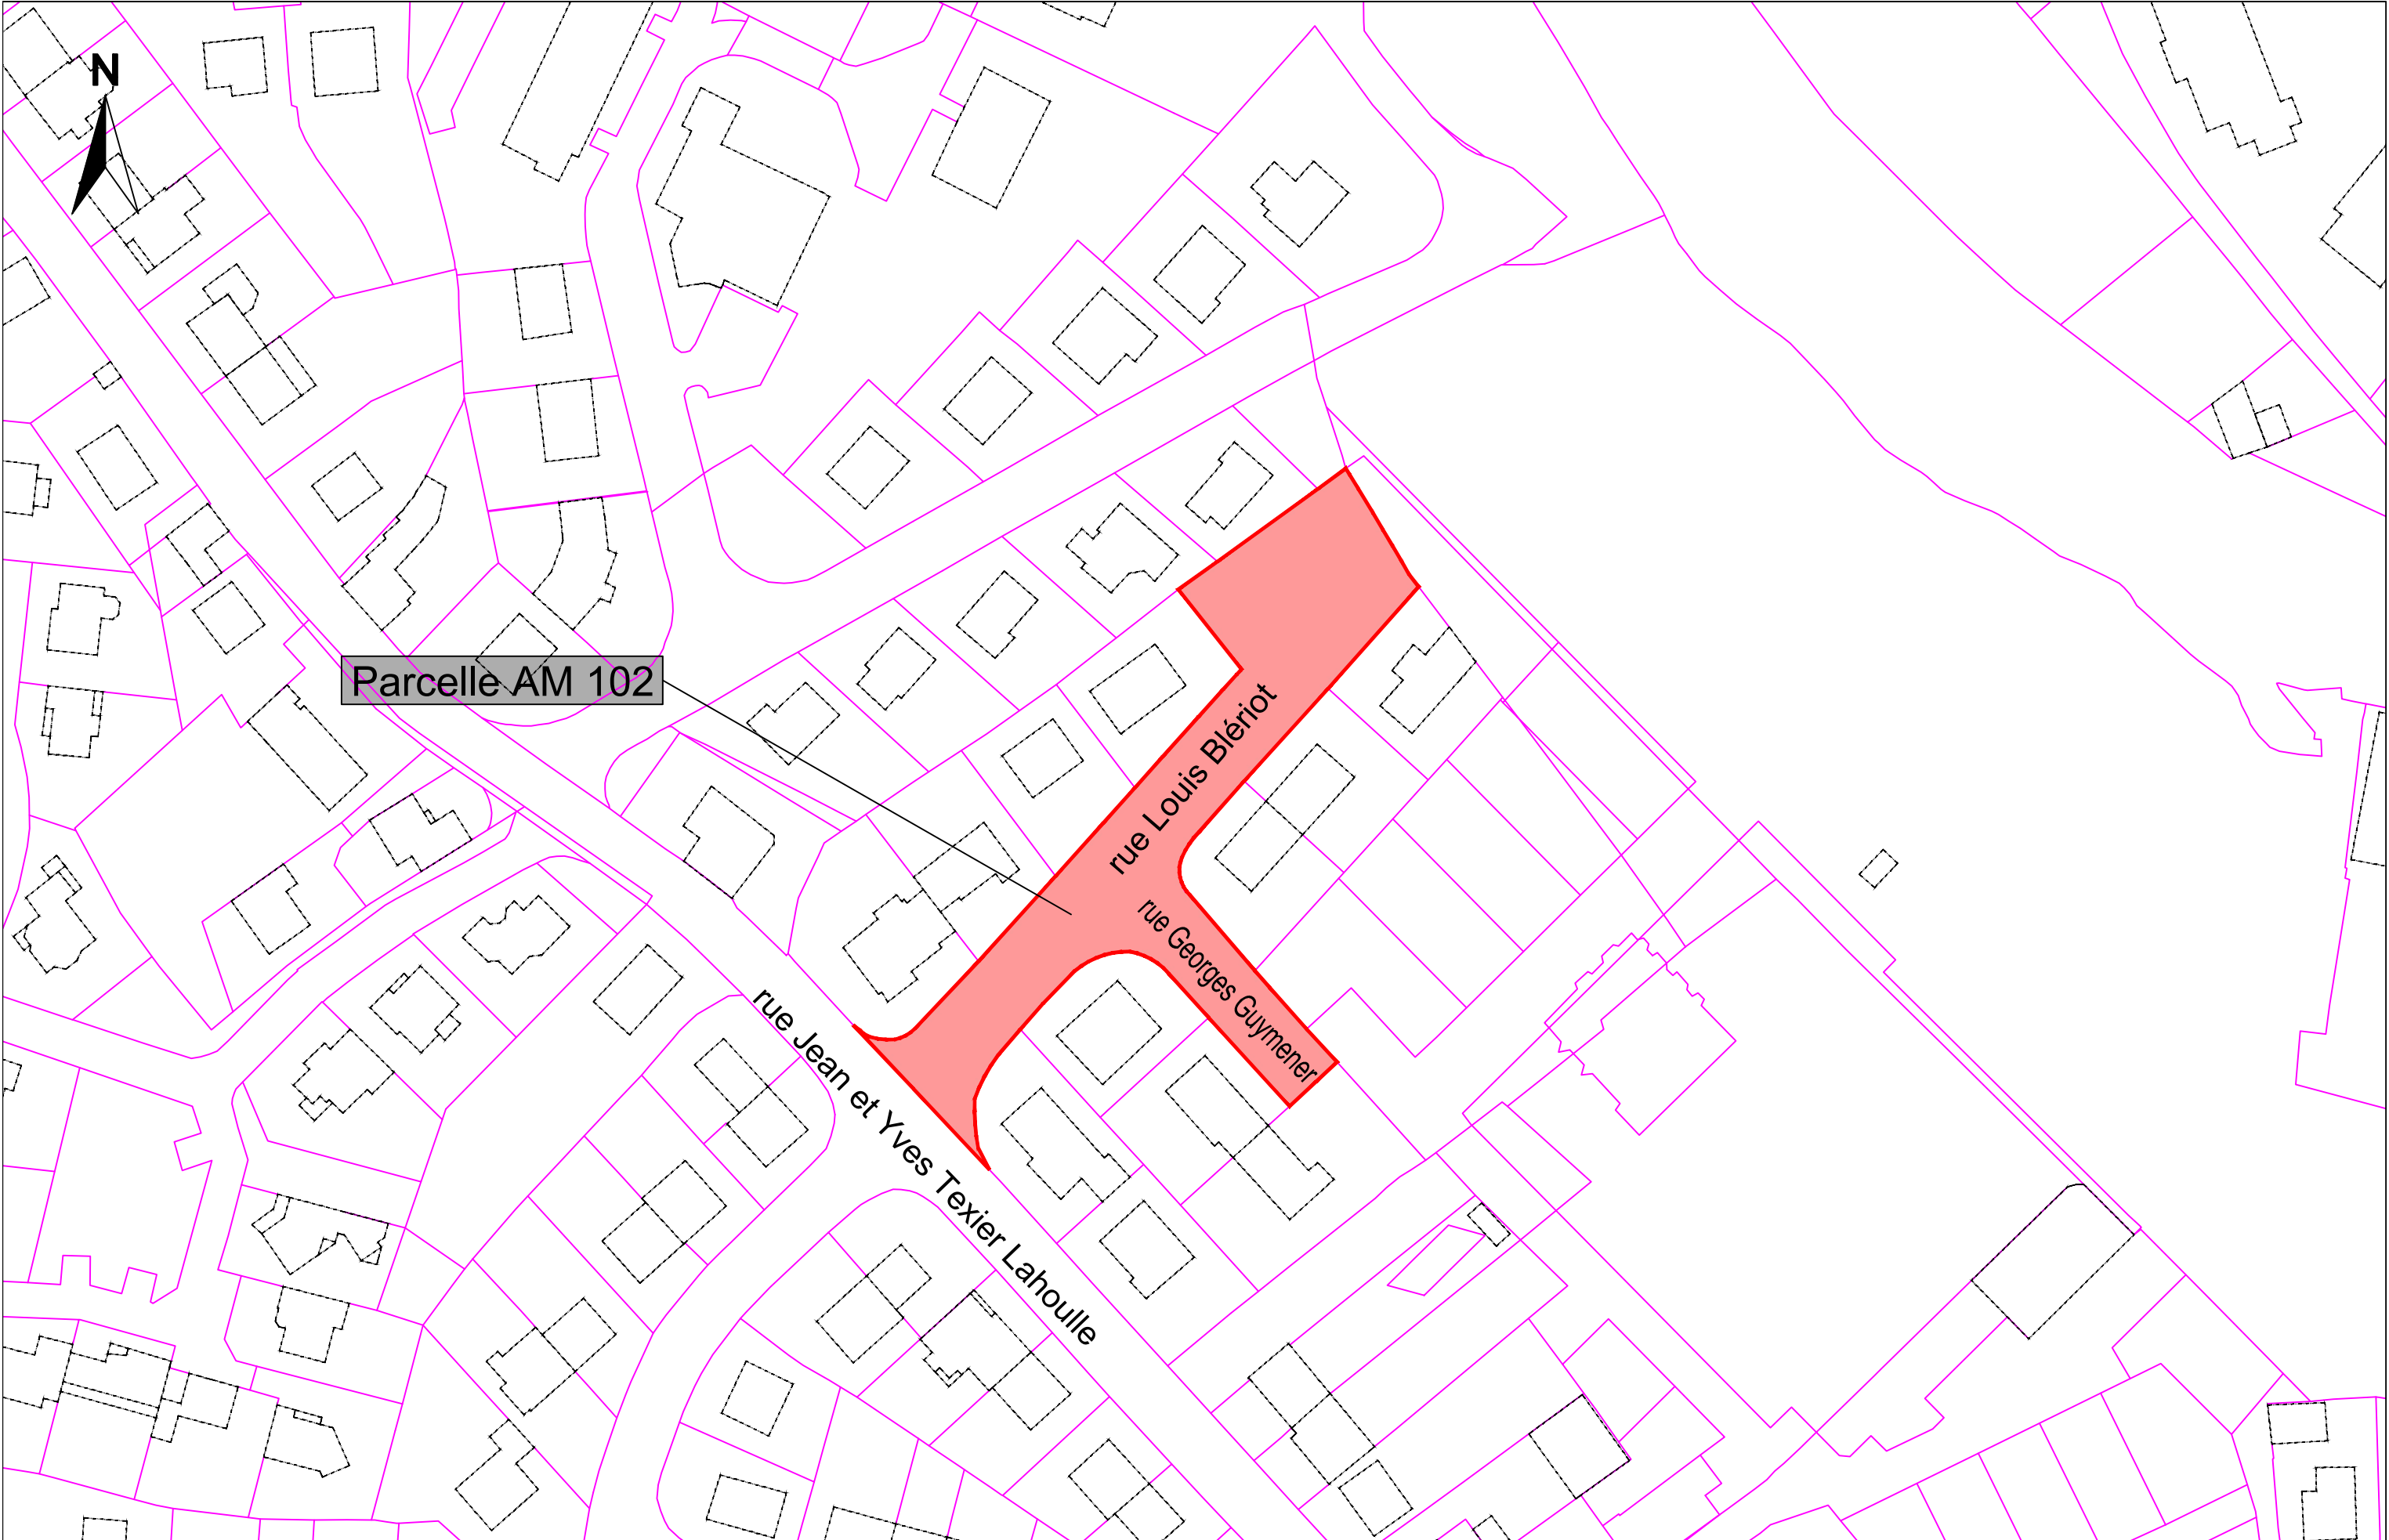 N
Parcelle AM 102
rue Louis Blériot
rue Georges Guymener
rue Jean et Yves Texier Lahoulle